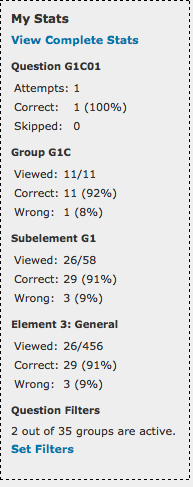 My Stats
View Complete Stats
Question G1C01
Attempts: 1
Correct: 1 (100%)
Skipped: 0
Group G1C
Viewed: 11/11
Correct: 11 (92%)
Wrong: 1 (8%)
Subelement G1
Viewed: 26/58
Correct: 29 (91%)
Wrong: 3 (9%)
Element 3: General
Viewed: 26/456
Correct: 29 (91%)
Wrong: 3 (9%)
Question Filters
2 out of 35 groups are active.
Set Filters